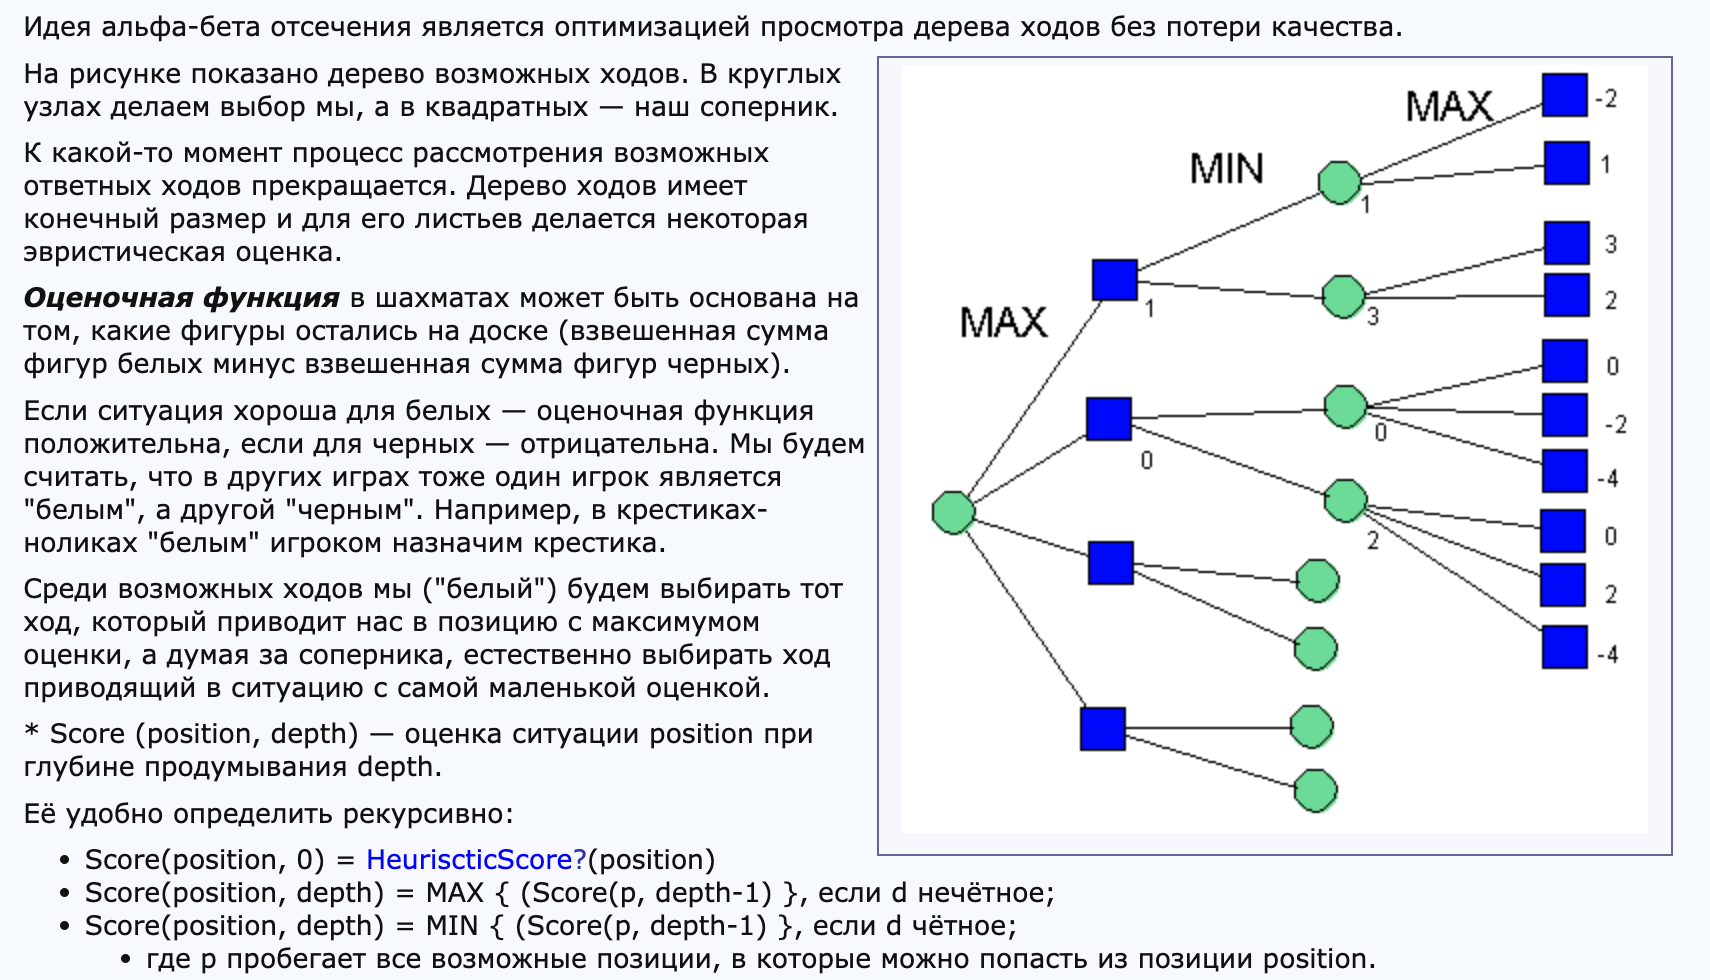 Идея альфа-бета отсечения является оптимизацией просмотра дерева ходов без потери качества.
На рисунке показано дерево возможных ходов. В круглых
узлах делаем выбор мы, а в квадратных — наш соперник.
К какой-то момент процесс рассмотрения возможных
ответных ходов прекращается. Дерево ходов имеет
конечный размер и для его листьев делается некоторая
эвристическая оценка.
Оценочная функция в шахматах может быть основана на
том, какие фигуры остались на доске (взвешенная сумма
фигур белых минус взвешенная сумма фигур черных).
Если ситуация хороша для белых — оценочная функция
положительна, если для черных — отрицательна. Мы будем
считать, что в других играх тоже один игрок является
"белым", а другой "черным". Например, в крестиках-
ноликах "белым" игроком назначим крестика.
Среди возможных ходов мы ("белый") будем выбирать тот
ход, который приводит нас в позицию с максимумом
оценки, а думая за соперника, естественно выбирать ход
приводящий в ситуацию с самой маленькой оценкой.
* Score (position, depth) — оценка ситуации position при
глубине продумывания depth.
Её удобно определить рекурсивно:
• Score(position, 0) = HeuriscticScore?(position)
• Score(position, depth) = MAX { (Score(p, depth-1) }, если d нечётное;
• Score(position, depth) = MIN { (Score(p, depth-1) }, если d чётное;
• где p пробегает все возможные позиции, в которые можно попасть из позиции position.
MAX
MIN
MAX
1
0
1
3
0
2
-2
1
3
2
0
-2
-4
0
2
-4